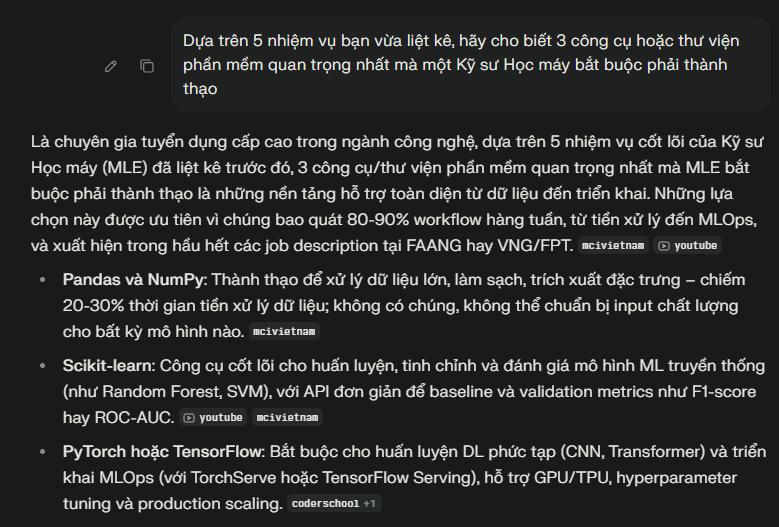 Dựa trên 5 nhiệm vụ bạn vừa liệt kê, hãy cho biết 3 công cụ hoặc thư viện
phần mềm quan trọng nhất mà một Kỹ sư Học máy bắt buộc phải thành
thạo
Là chuyên gia tuyển dụng cấp cao trong ngành công nghệ, dựa trên 5 nhiệm vụ cốt lõi của Kỹ sư
Học máy (MLE) đã liệt kê trước đó, 3 công cụ/thư viện phần mềm quan trọng nhất mà MLE bắt
buộc phải thành thạo là những nền tảng hỗ trợ toàn diện từ dữ liệu đến triển khai. Những lựa
chọn này được ưu tiên vì chúng bao quát 80-90% workflow hàng tuần, từ tiền xử lý đến MLOps,
và xuất hiện trong hầu hết các job description tại FAANG hay VNG/FPT. mcivietnam youtube
• Pandas và NumPy: Thành thạo để xử lý dữ liệu lớn, làm sạch, trích xuất đặc trưng – chiếm
20-30% thời gian tiền xử lý dữ liệu; không có chúng, không thể chuẩn bị input chất lượng
cho bất kỳ mô hình nào. mcivietnam
• Scikit-learn: Công cụ cốt lõi cho huấn luyện, tinh chỉnh và đánh giá mô hình ML truyền thống
(như Random Forest, SVM), với API đơn giản để baseline và validation metrics như F1-score
hay ROC-AUC. youtube mcivietnam
• PyTorch hoặc TensorFlow: Bắt buộc cho huấn luyện DL phức tạp (CNN, Transformer) và triển
khai MLOps (với TorchServe hoặc TensorFlow Serving), hỗ trợ GPU/TPU, hyperparameter
tuning và production scaling. coderschool +1